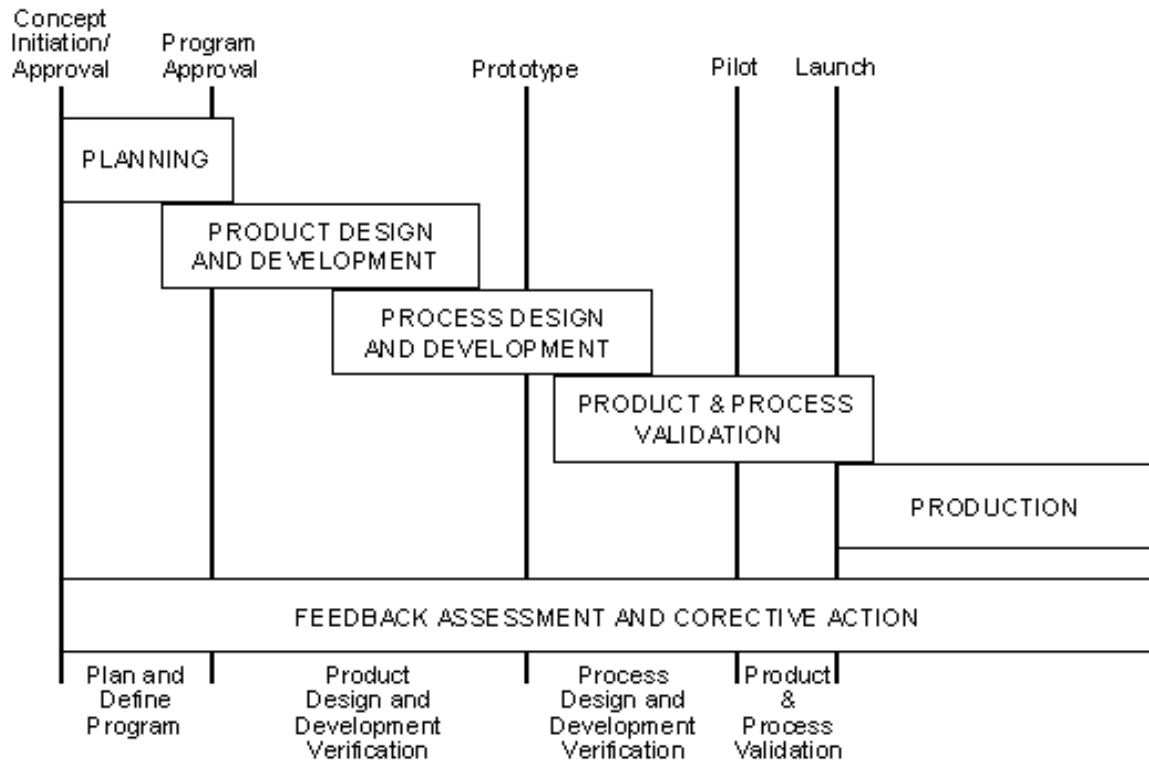 Concept
Initiation/
Approval
Program
Approval
Prototype
Pilot
Launch
PLANNING
PRODUCT DESIGN
AND DEVELOPMENT
PROCESS DESIGN
AND DEVELOPMENT
PRODUCT & PROCESS
VALIDATION
PRODUCTION
FEEDBACK ASSESSMENT AND CORECTIVE ACTION
Plan and
Define
Program
Product
Design and
Development
Verification
Process
Design and
Development
Verification
Product
&
Process
Validation